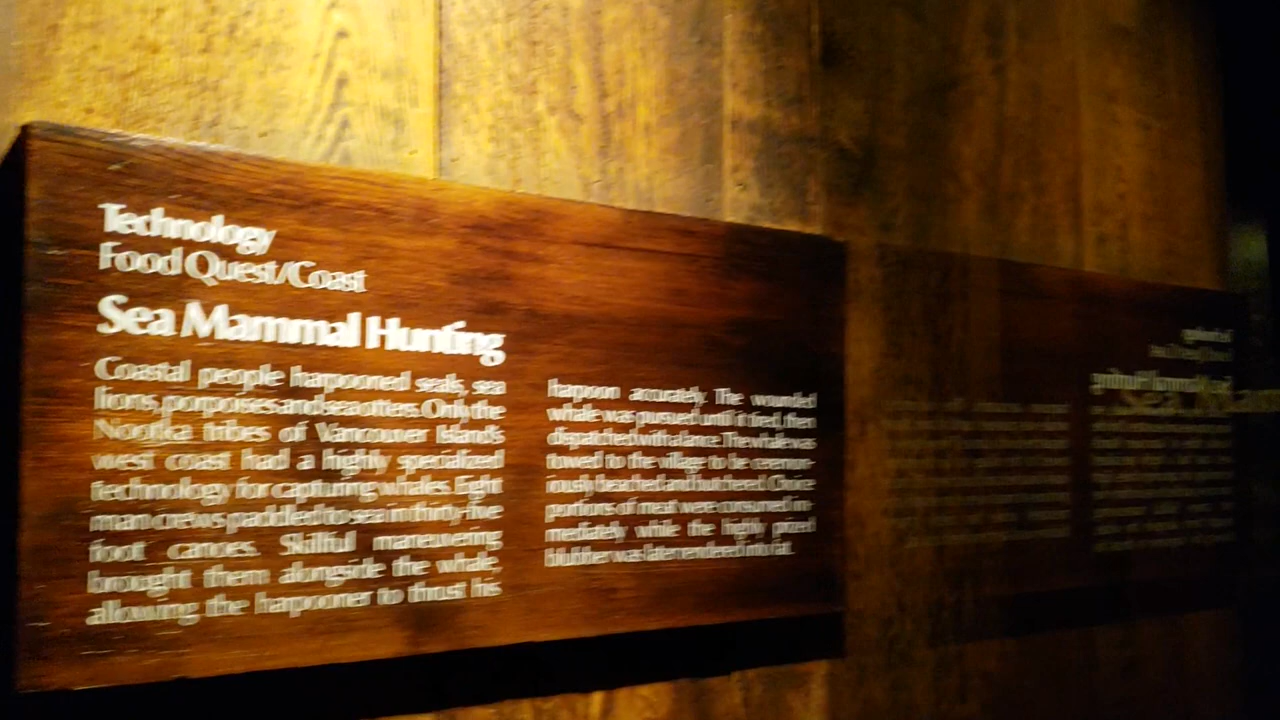 Technology
Food Quest/Coast
Sea Mammal Hunting
Coastal people harpooned seals, sea
lions, porpoises and sea otters. Only the
Nootka tribes of Vancouver Island's
west coast had a highly specialized
technology for capturing whales. Eight
man crews paddled to sea in thirty-five
foot canoes. Skillful maneuvering
brought them alongside the whale,
allowing the harpooner to thrust his
harpoon accurately. The wounded
whale was pursued until it tired, then
dispatched with a lance. The whale was
towed to the village to be ceremon-
iously beached and butchered. Choice
portions of meat were consumed im-
mediately while the highly prized
blubber was later rendered into fat.